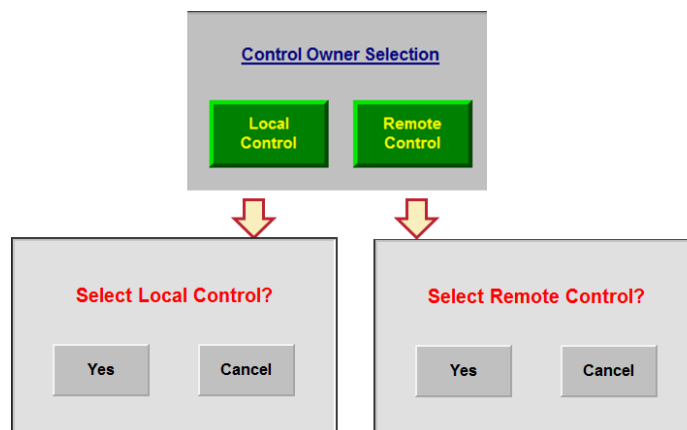 Control Owner Selection
Local
Control
Remote
Control
Select Local Control?
Yes
Cancel
Select Remote Control?
Yes
Cancel